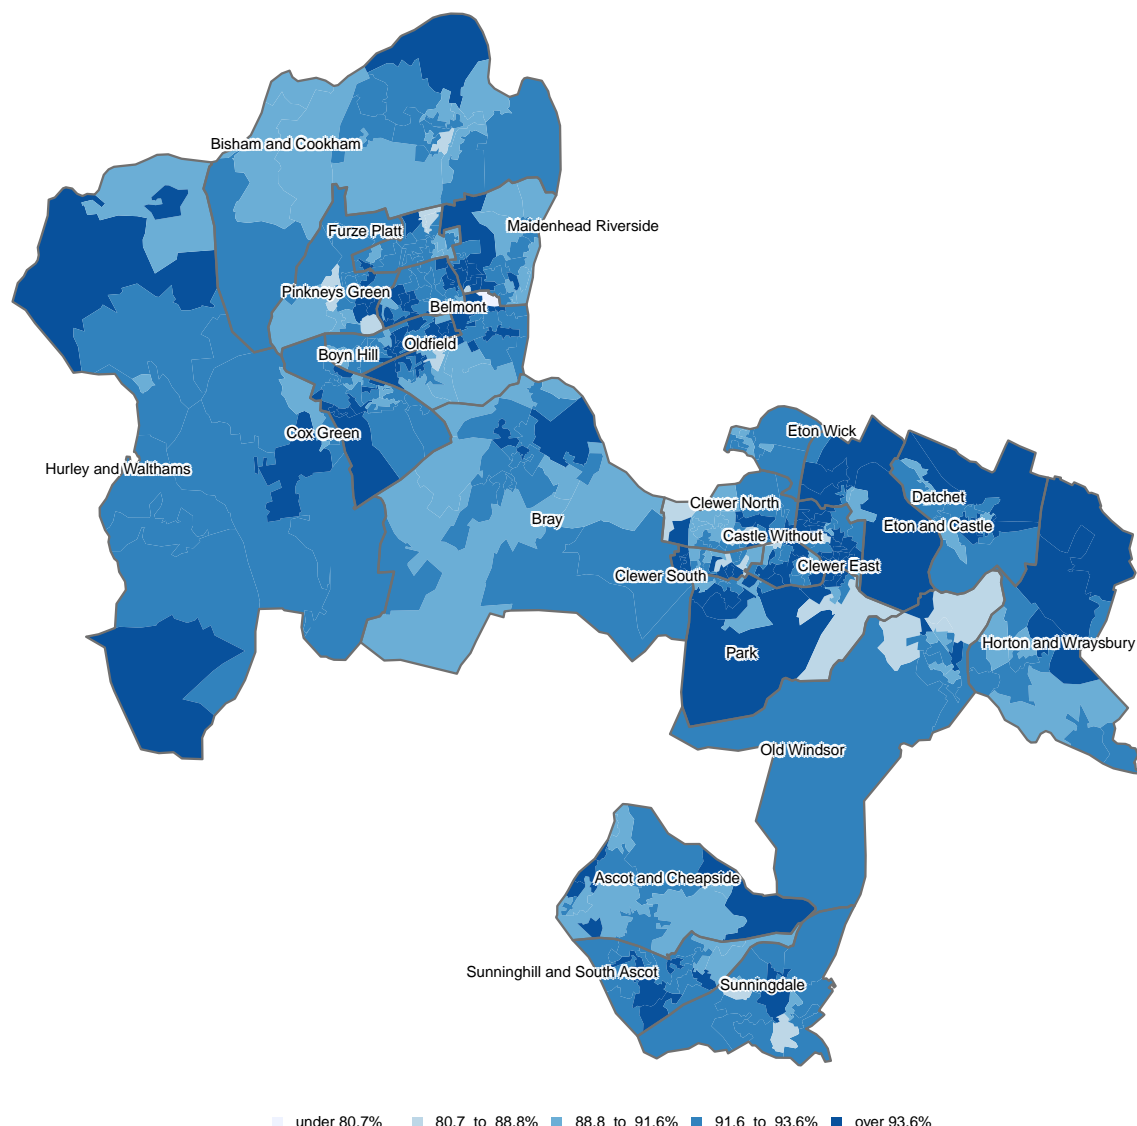 Bisham and Cookham
Maidenhead Riverside
Furze Platt
Pinkneys Green
Belmont
Oldfield
Boyn Hill
Cox Green
Eton Wick
Hurley and Walthams
Datchet
Clewer North
Bray
Eton and Castle
Castle Without
Clewer East
Clewer South
Horton and Wraysbury
Park
Old Windsor
Ascot and Cheapside
Sunninghill and South Ascot
Sunningdale
under 80.7% 80.7 to 88.8% 88.8 to 91.6% 91.6 to 93.6% over 93.6%